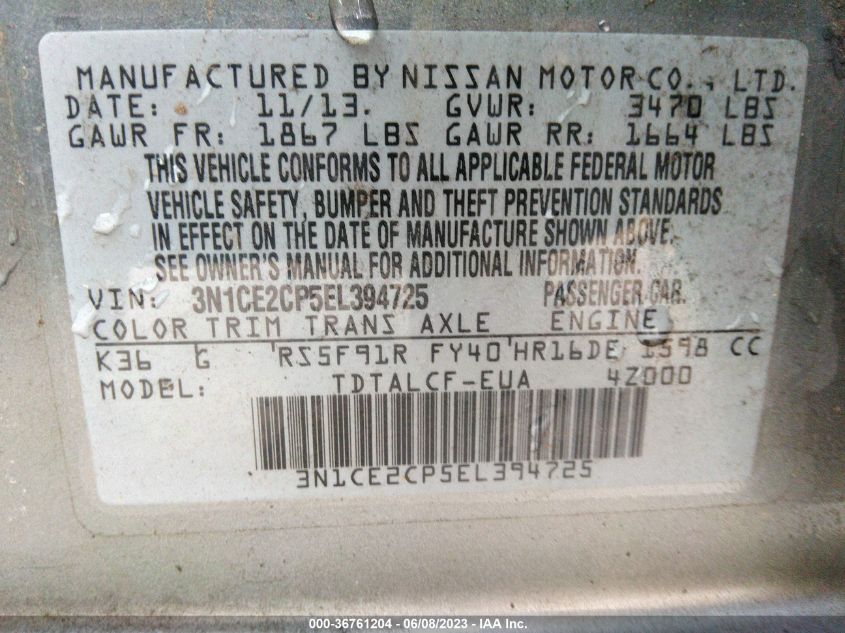 MANUFACTURED BY NISSAN MOTOR CO., LTD.
DATE: 11/13. GVWR: 3470 LBS
GAWR FR: 1867 LBS GAWR RR: 1664 LBS
THIS VEHICLE CONFORMS TO ALL APPLICABLE FEDERAL MOTOR
VEHICLE SAFETY, BUMPER AND THEFT PREVENTION STANDARDS
IN EFFECT ON THE DATE OF MANUFACTURE SHOWN ABOVE.
SEE OWNER'S MANUAL FOR ADDITIONAL INFORMATION.
VIN: 3N1CE2CP5EL394725 PASSENGER CAR.
COLOR TRIM TRANS AXLE ENGINE
K36 G RS5F91R FY40 HR16DE 1598 CC
MODEL: TDTALCF-EUA 4Z000
3N1CE2CP5EL394725
000-36761204 - 06/08/2023 - IAA Inc.